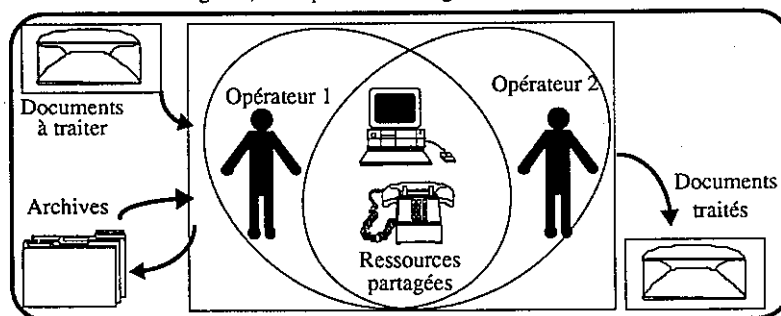 Opérateur 1
Opérateur 2
Documents
à traiter
Archives
Ressources
partagées
Documents
traités